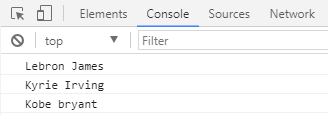 Elements Console Sources Network
top Filter
Lebron James
Kyrie Irving
Kobe bryant